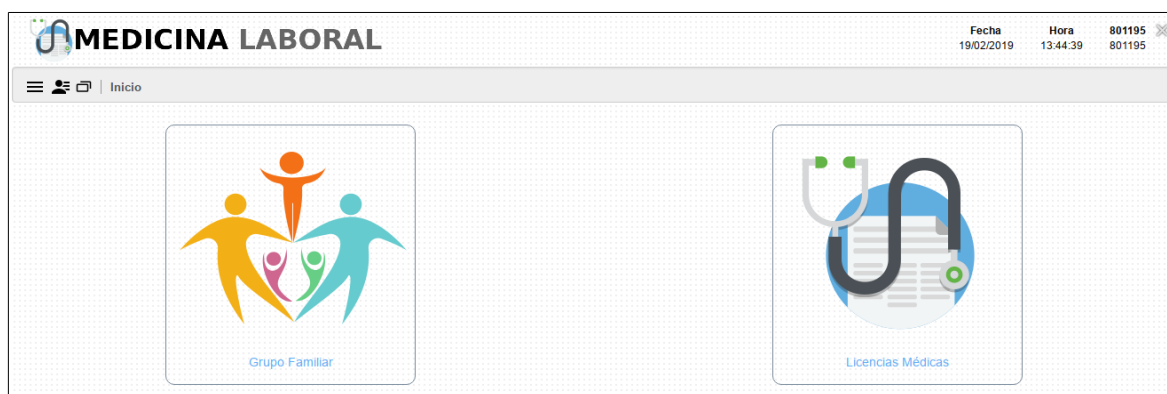 MEDICINA LABORAL
Fecha Hora 801195
19/02/2019 13:44:39 801195
Inicio
Grupo Familiar
Licencias Médicas